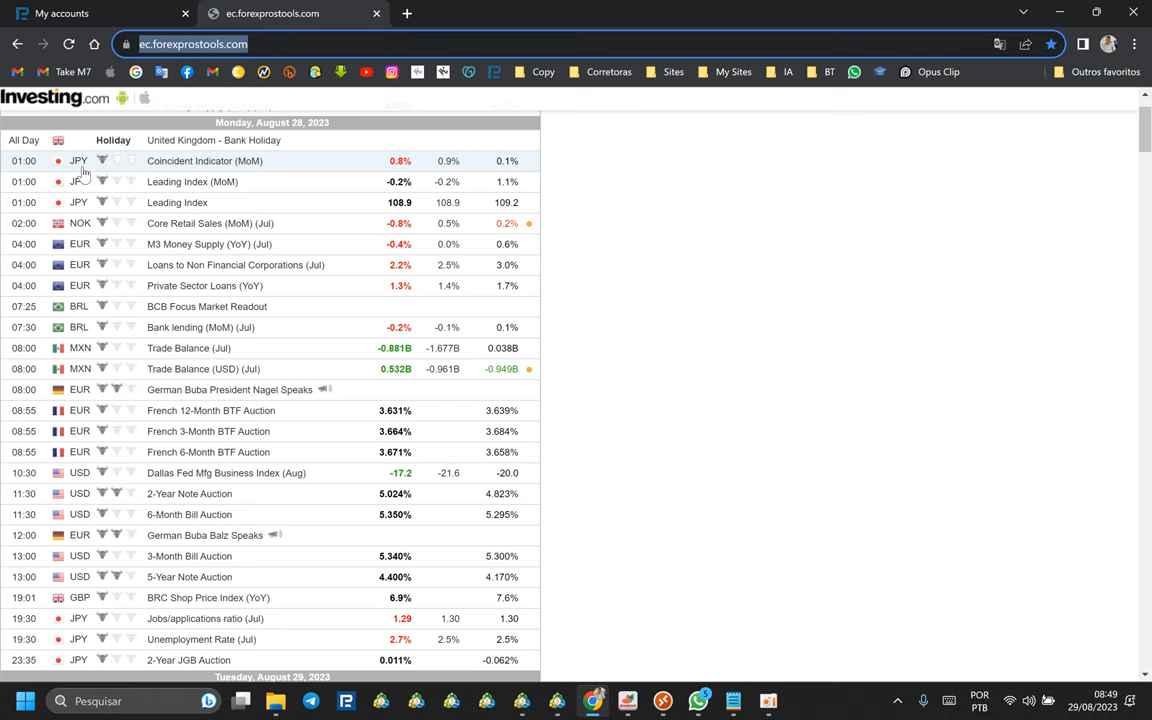 My accounts
ec.forexprostools.com
ec.forexprostools.com
Take M7
Copy
Corretoras
Sites
My Sites
IA
BT
Opus Clip
Outros favoritos
Investing.com
Monday, August 28, 2023
All Day Holiday United Kingdom - Bank Holiday
01:00 JPY Coincident Indicator (MoM) 0.8% 0.9% 0.1%
01:00 Leading Index (MoM) -0.2% -0.2% 1.1%
01:00 JPY Leading Index 108.9 108.9 109.2
02:00 NOK Core Retail Sales (MoM) (Jul) -0.8% 0.5% 0.2%
04:00 EUR M3 Money Supply (YoY) (Jul) -0.4% 0.0% 0.6%
04:00 EUR Loans to Non Financial Corporations (Jul) 2.2% 2.5% 3.0%
04:00 EUR Private Sector Loans (YoY) 1.3% 1.4% 1.7%
07:25 BRL BCB Focus Market Readout
07:30 BRL Bank lending (MoM) (Jul) -0.2% -0.1% 0.1%
08:00 MXN Trade Balance (Jul) -0.881B -1.677B 0.038B
08:00 MXN Trade Balance (USD) (Jul) 0.532B -0.961B -0.949B
08:00 EUR German Buba President Nagel Speaks
08:55 EUR French 12-Month BTF Auction 3.631% 3.639%
08:55 EUR French 3-Month BTF Auction 3.664% 3.684%
08:55 EUR French 6-Month BTF Auction 3.671% 3.658%
10:30 USD Dallas Fed Mfg Business Index (Aug) -17.2 -21.6 -20.0
11:30 USD 2-Year Note Auction 5.024% 4.823%
11:30 USD 6-Month Bill Auction 5.350% 5.295%
12:00 EUR German Buba Balz Speaks
13:00 USD 3-Month Bill Auction 5.340% 5.300%
13:00 USD 5-Year Note Auction 4.400% 4.170%
19:01 GBP BRC Shop Price Index (YoY) 6.9% 7.6%
19:30 JPY Jobs/applications ratio (Jul) 1.29 1.30 1.30
19:30 JPY Unemployment Rate (Jul) 2.7% 2.5% 2.5%
23:35 JPY 2-Year JGB Auction 0.011% -0.062%
Tuesday, August 29, 2023
Pesquisar
5
POR
PTB
08:49
29/08/2023